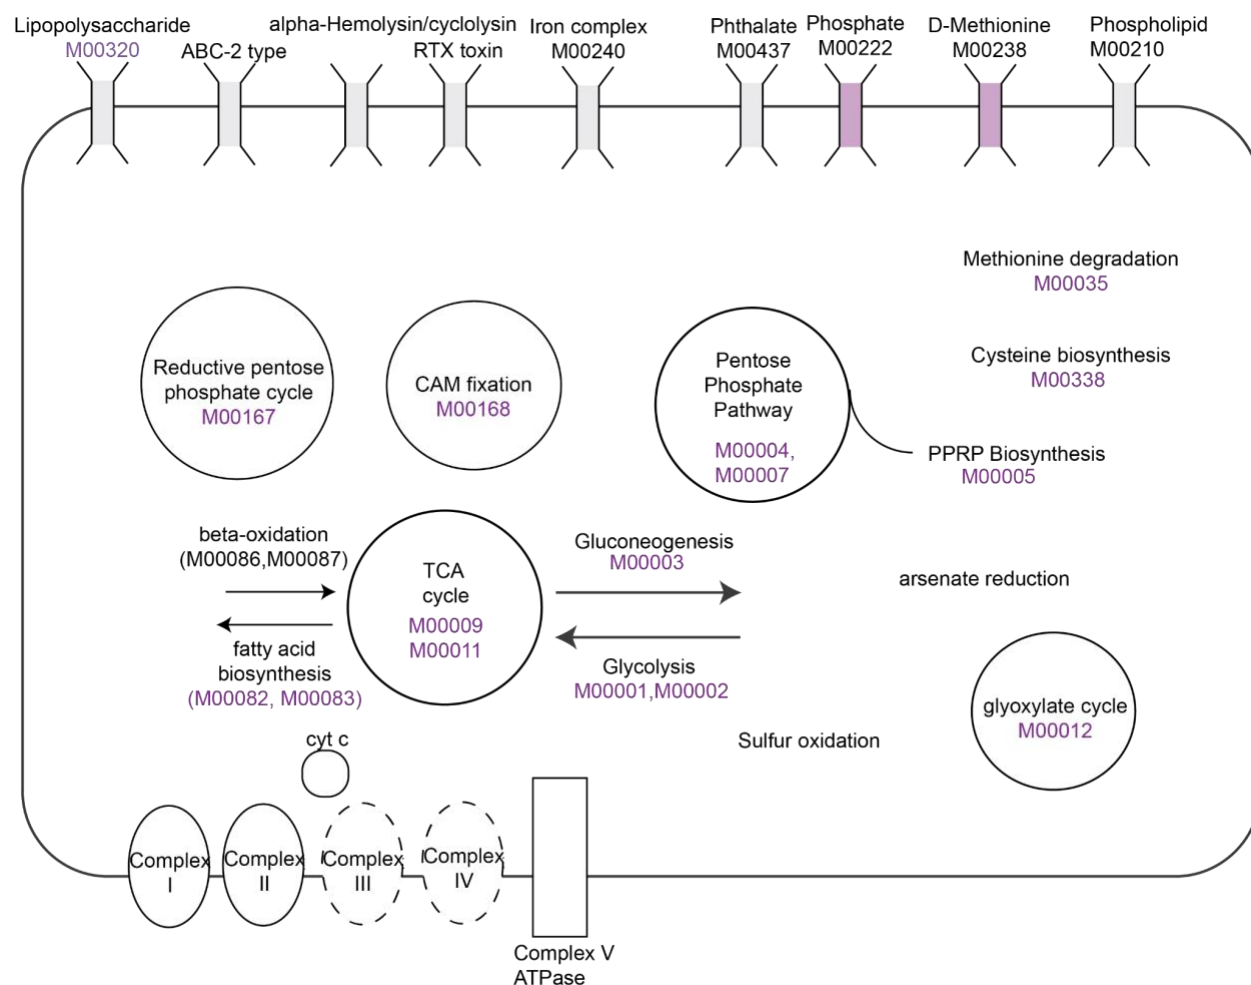 Lipopolysaccharide
M00320
ABC-2 type
alpha-Hemolysin/cyclolysin
RTX toxin
Iron complex
M00240
Phthalate
M00437
Phosphate
M00222
D-Methionine
M00238
Phospholipid
M00210
Methionine degradation
M00035
Reductive pentose
phosphate cycle
M00167
CAM fixation
M00168
Pentose
Phosphate
Pathway
M00004,
M00007
Cysteine biosynthesis
M00338
PPRP Biosynthesis
M00005
beta-oxidation
(M00086,M00087)
fatty acid
biosynthesis
(M00082, M00083)
TCA
cycle
M00009
M00011
Gluconeogenesis
M00003
Glycolysis
M00001,M00002
arsenate reduction
glyoxylate cycle
M00012
Sulfur oxidation
cyt c
Complex
I
Complex
II
Complex
III
Complex
IV
Complex V
ATPase